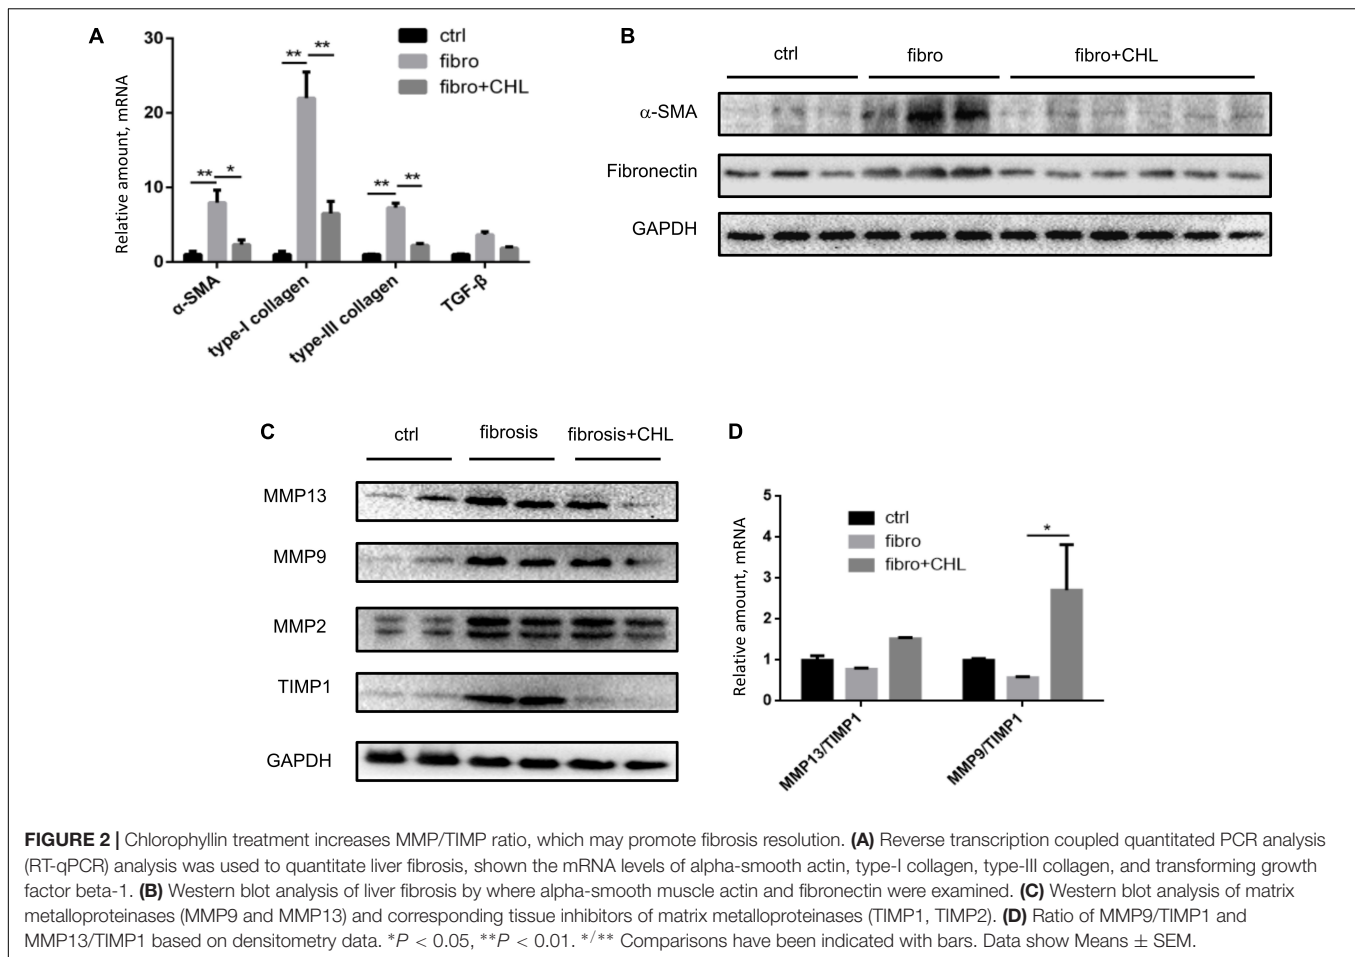 A
30
20
10
0
Relative amount, mRNA
ctrl
fibro
fibro+CHL
**
*
**
**
**
**
α-SMA
type-I collagen
type-III collagen
TGF-β
B
ctrl
fibro
fibro+CHL
α-SMA
Fibronectin
GAPDH
C
ctrl
fibrosis
fibrosis+CHL
MMP13
MMP9
MMP2
TIMP1
GAPDH
D
5
4
3
2
1
0
Relative amount, mRNA
ctrl
fibro
fibro+CHL
*
MMP13/TIMP1
MMP9/TIMP1
FIGURE 2 | Chlorophyllin treatment increases MMP/TIMP ratio, which may promote fibrosis resolution. (A) Reverse transcription coupled quantitated PCR analysis
(RT-qPCR) analysis was used to quantitate liver fibrosis, shown the mRNA levels of alpha-smooth actin, type-I collagen, type-III collagen, and transforming growth
factor beta-1. (B) Western blot analysis of liver fibrosis by where alpha-smooth muscle actin and fibronectin were examined. (C) Western blot analysis of matrix
metalloproteinases (MMP9 and MMP13) and corresponding tissue inhibitors of matrix metalloproteinases (TIMP1, TIMP2). (D) Ratio of MMP9/TIMP1 and
MMP13/TIMP1 based on densitometry data. *P < 0.05, **P < 0.01. */** Comparisons have been indicated with bars. Data show Means ± SEM.